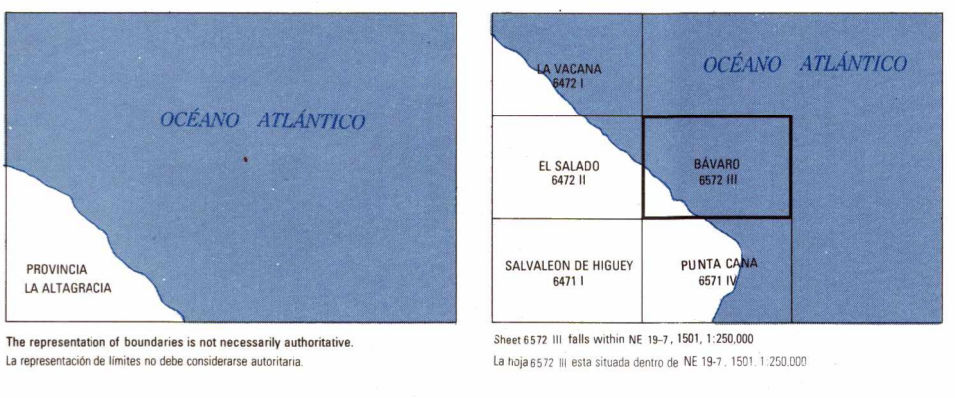 OCÉANO ATLÁNTICO
PROVINCIA
LA ALTAGRACIA
The representation of boundaries is not necessarily authoritative.
La representación de límites no debe considerarse autoritaria.
LA VACANA
6472 I
OCÉANO ATLÁNTICO
EL SALADO
6472 II
BÁVARO
6572 III
SALVALEON DE HIGUEY
6471 I
PUNTA CANA
6571 IV
Sheet 6572 III falls within NE 19-7, 1501, 1:250,000
La hoja 6572 III esta situada dentro de NE 19-7, 1501, 1:250,000